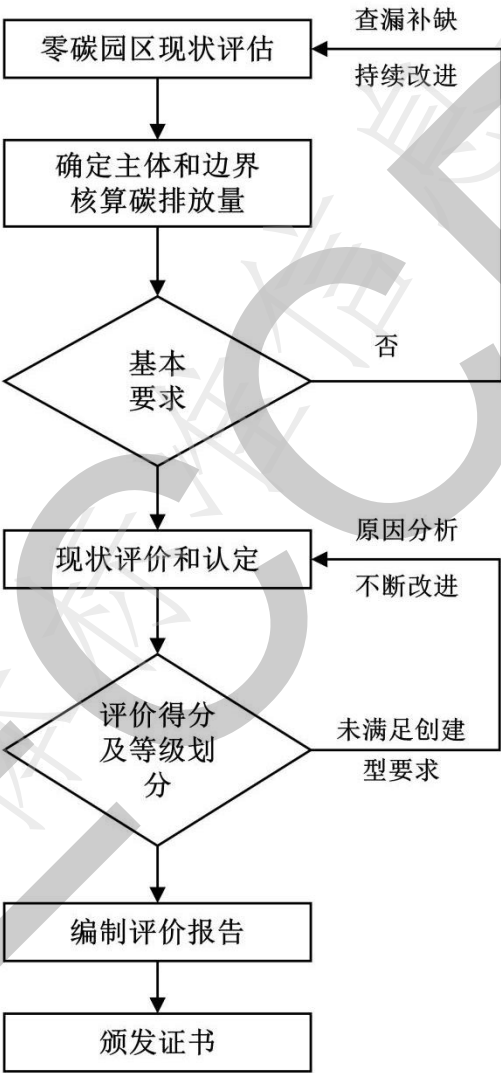 查漏补缺
零碳园区现状评估
持续改进
确定主体和边界
核算碳排放量
基本
要求
否
原因分析
现状评价和认定
不断改进
评价得分
及等级划
分
未满足创建
型要求
编制评价报告
颁发证书